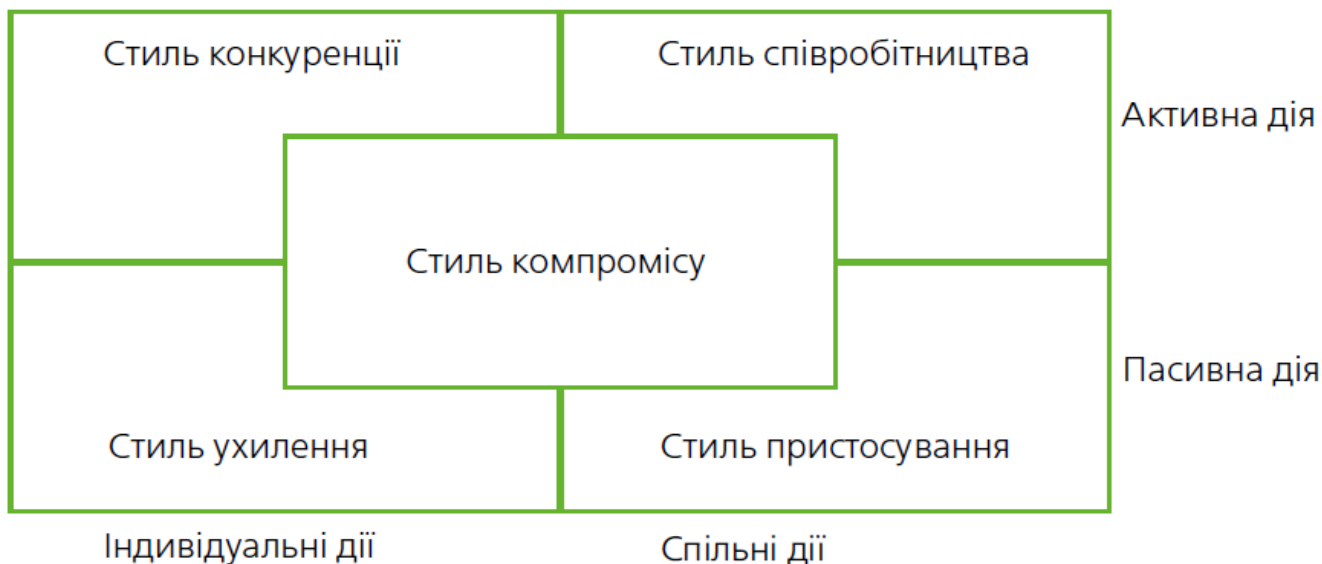 Стиль конкуренції
Стиль співробітництва
Активна дія
Стиль компромісу
Пасивна дія
Стиль ухилення
Стиль пристосування
Індивідуальні дії
Спільні дії